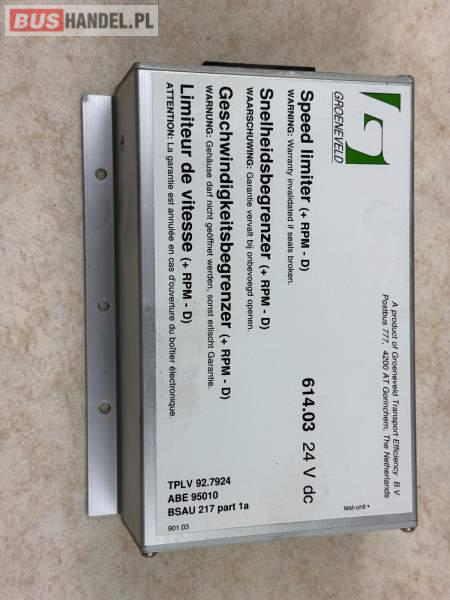 BUSHANDEL.PL
GROENEVELD
A product of Groeneveld Transport Efficiency B.V.
Postbus 777, 4200 AT Gorinchem, The Netherlands
Speed limiter (+ RPM - D)
WARNING: Warranty invalidated if seals broken.
614.03 24 V dc
Snelheidsbegrenzer (+ RPM - D)
WAARSCHUWING: Garantie vervalt bij onbevoegd openen.
Geschwindigkeitsbegrenzer (+ RPM - D)
WARNUNG: Gehäuse darf nicht geöffnet werden, sonst erlischt Garantie.
Limiteur de vitesse (+ RPM - D)
ATTENTION: La garantie est annulée en cas d'ouverture du boîtier électronique.
TPLV 92.7924
ABE 95010
BSAU 217 part 1a
901.03
test-unit •